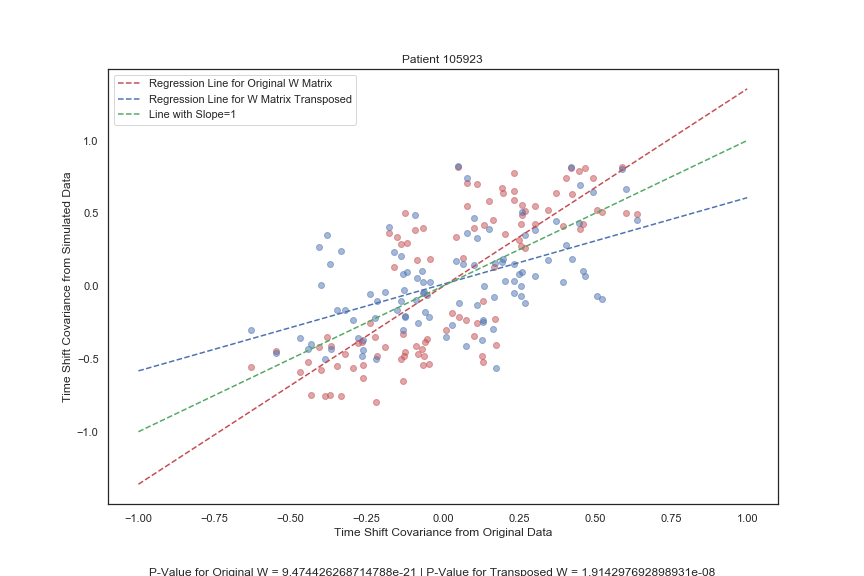 Patient 105923
Regression Line for Original W Matrix
Regression Line for W Matrix Transposed
Line with Slope=1
Time Shift Covariance from Simulated Data
1.0
0.5
0.0
−0.5
−1.0
−1.00 −0.75 −0.50 −0.25 0.00 0.25 0.50 0.75 1.00
Time Shift Covariance from Original Data
P-Value for Original W = 9.474426268714788e-21 | P-Value for Transposed W = 1.914297692898931e-08